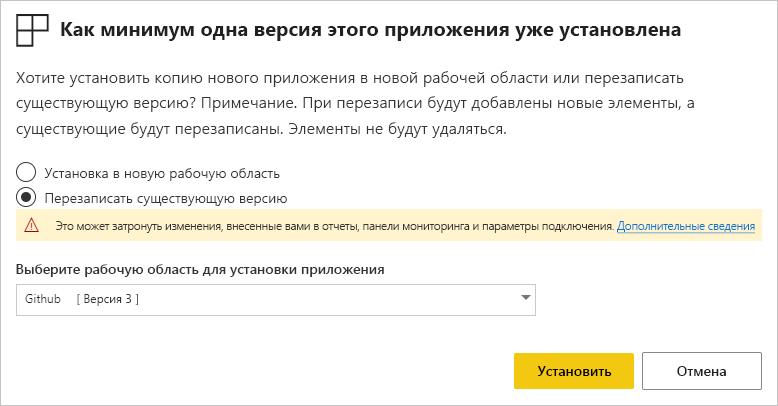 Как минимум одна версия этого приложения уже установлена
Хотите установить копию нового приложения в новой рабочей области или перезаписать
существующую версию? Примечание. При перезаписи будут добавлены новые элементы, а
существующие будут перезаписаны. Элементы не будут удаляться.
Установка в новую рабочую область
Перезаписать существующую версию
Это может затронуть изменения, внесенные вами в отчеты, панели мониторинга и параметры подключения. Дополнительные сведения
Выберите рабочую область для установки приложения
Github [ Версия 3 ]
Установить Отмена